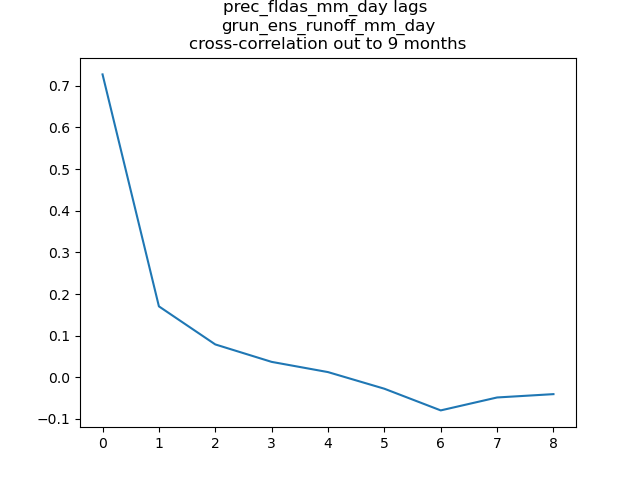 prec_fldas_mm_day lags
grun_ens_runoff_mm_day
cross-correlation out to 9 months
0.7
0.6
0.5
0.4
0.3
0.2
0.1
0.0
−0.1
0 1 2 3 4 5 6 7 8